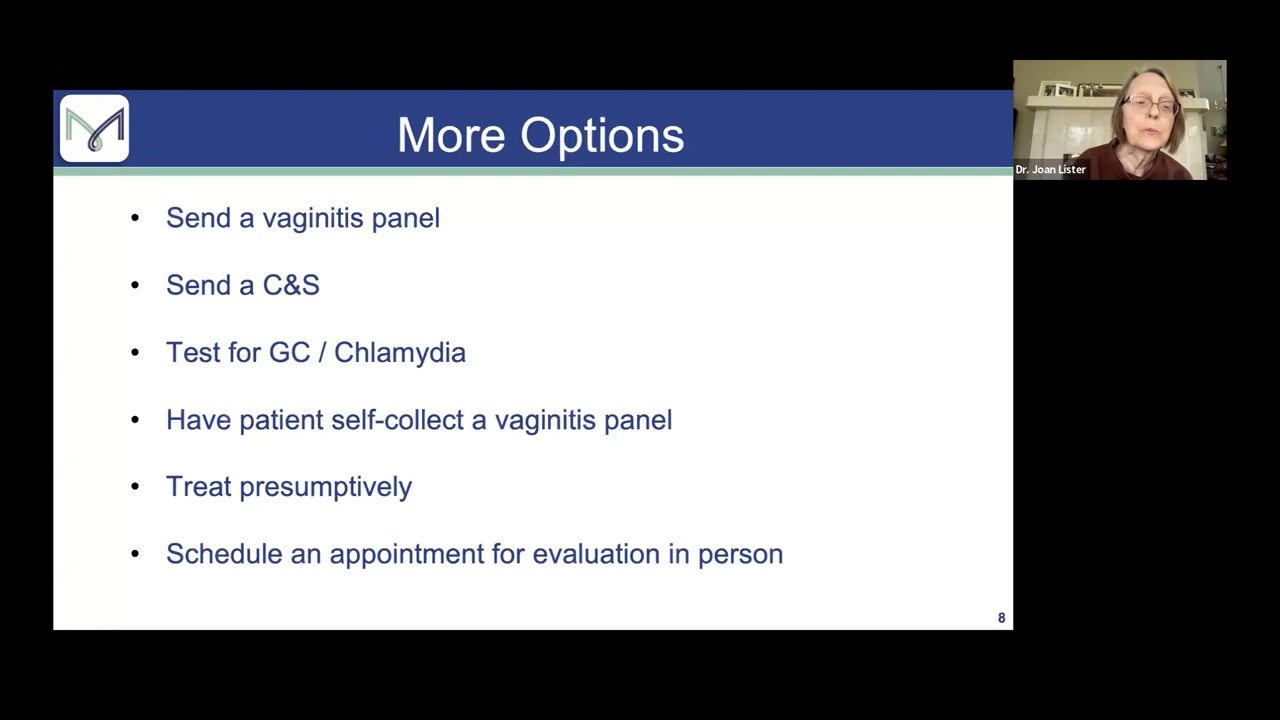 More Options
Dr. Joan Lister
• Send a vaginitis panel
• Send a C&S
• Test for GC / Chlamydia
• Have patient self-collect a vaginitis panel
• Treat presumptively
• Schedule an appointment for evaluation in person
8